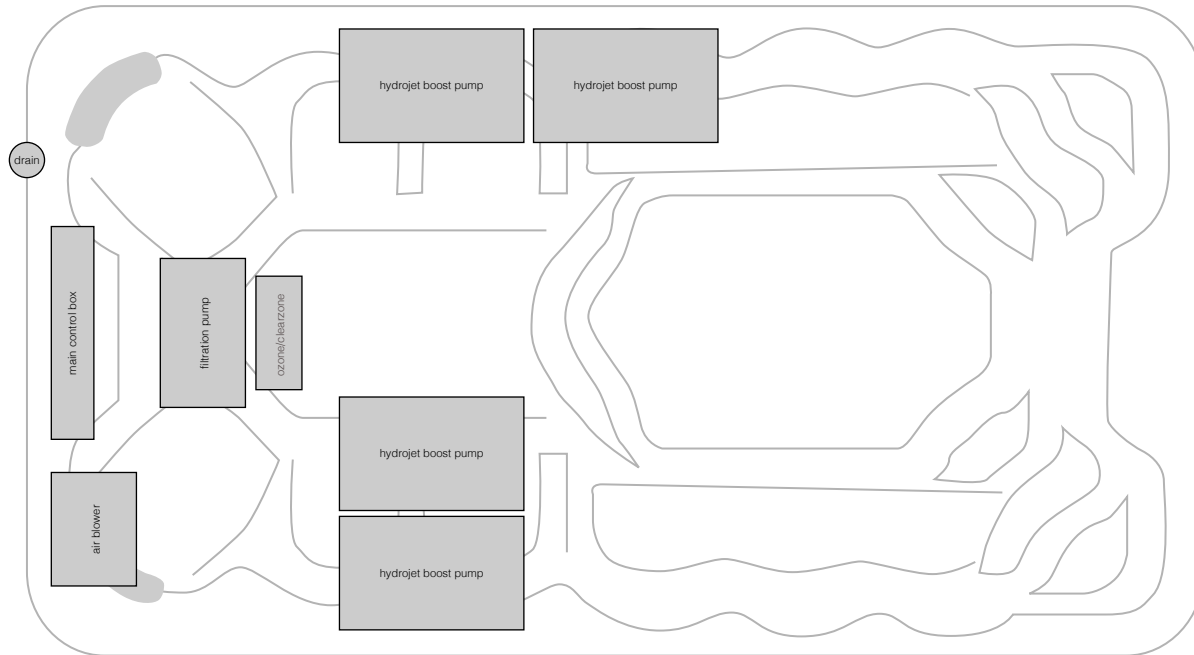 hydrojet boost pump
hydrojet boost pump
drain
main control box
filtration pump
ozone/clearzone
hydrojet boost pump
air blower
hydrojet boost pump